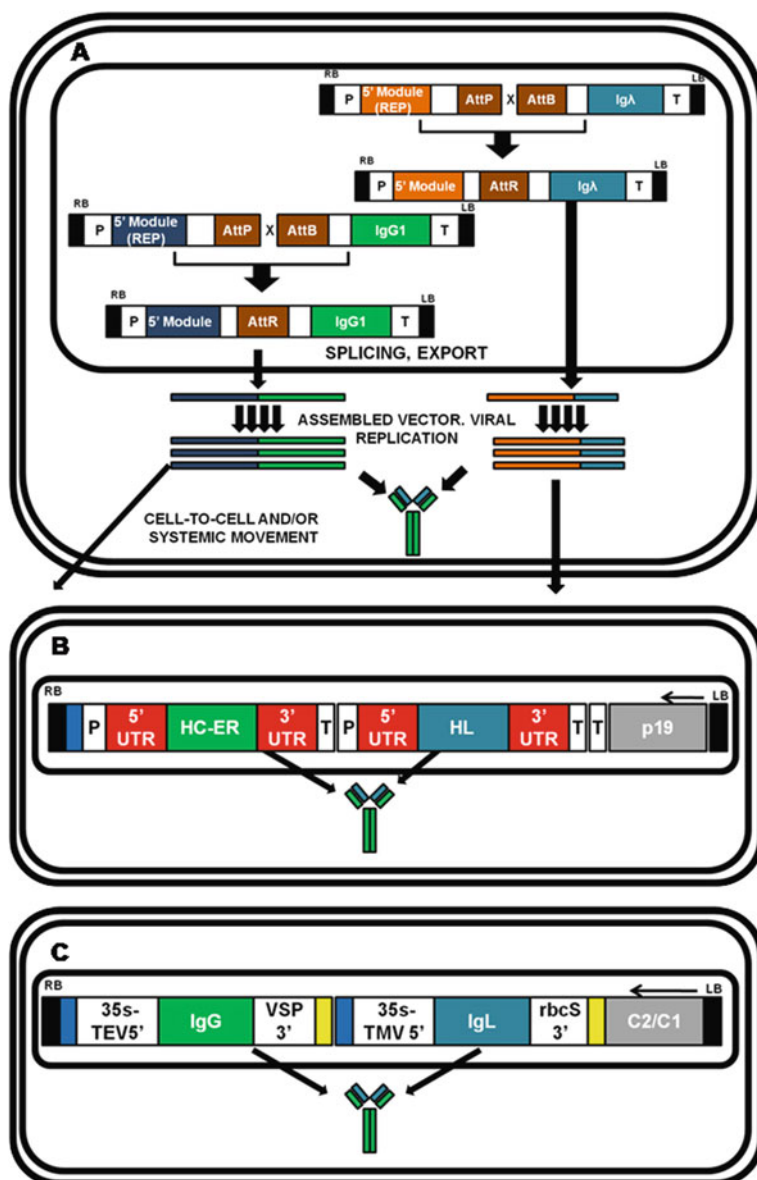 A
RB LB
P 5' Module (REP) AttP X AttB Igλ T
RB LB
P 5' Module AttR Igλ T
RB LB
P 5' Module (REP) AttP X AttB IgG1 T
RB LB
P 5' Module AttR IgG1 T
SPLICING, EXPORT
ASSEMBLED VECTOR. VIRAL
REPLICATION
CELL-TO-CELL AND/OR
SYSTEMIC MOVEMENT
B
RB LB
P 5' UTR HC-ER 3' UTR T P 5' UTR HL 3' UTR T T p19
C
RB LB
35s-TEV5' IgG VSP 3' 35s-TMV 5' IgL rbcS 3' C2/C1